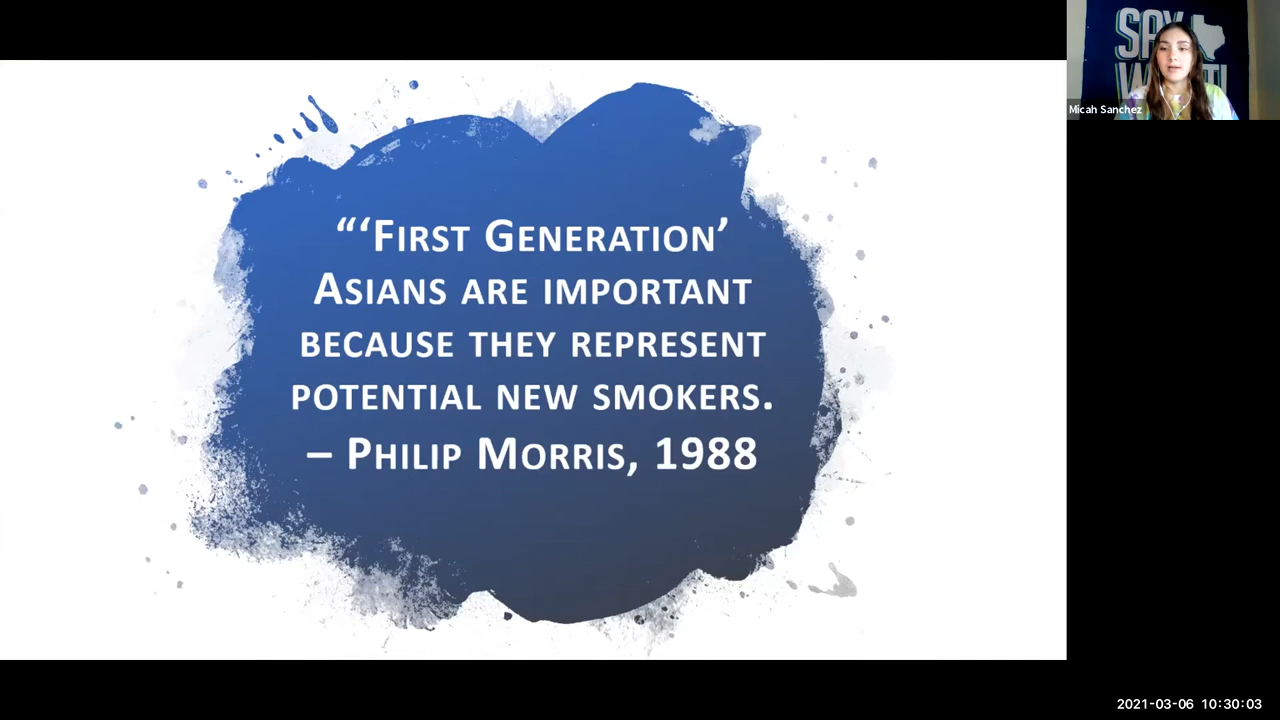 “‘First Generation’
Asians are important
because they represent
potential new smokers.
– Philip Morris, 1988
SAY
Micah Sanchez
2021-03-06 10:30:03